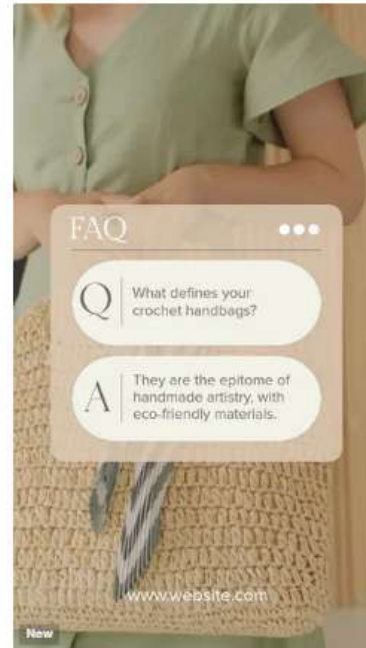 FAQ
Q
What defines your
crochet handbags?
A
They are the epitome of
handmade artistry, with
eco-friendly materials.
www.website.com
New